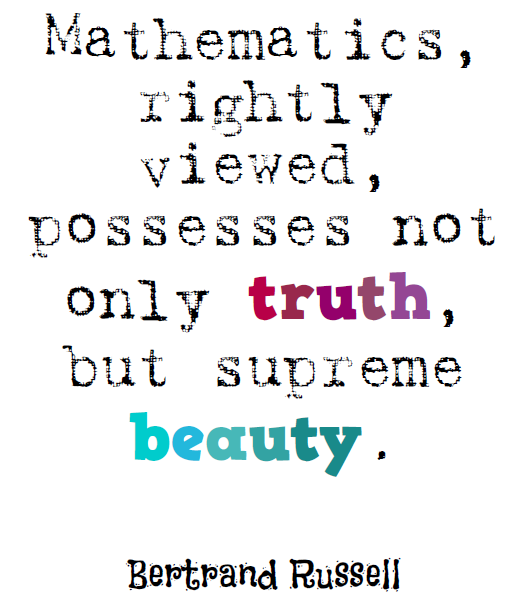 Mathematics,
rightly
viewed,
possesses not
only truth,
but supreme
beauty.
Bertrand Russell